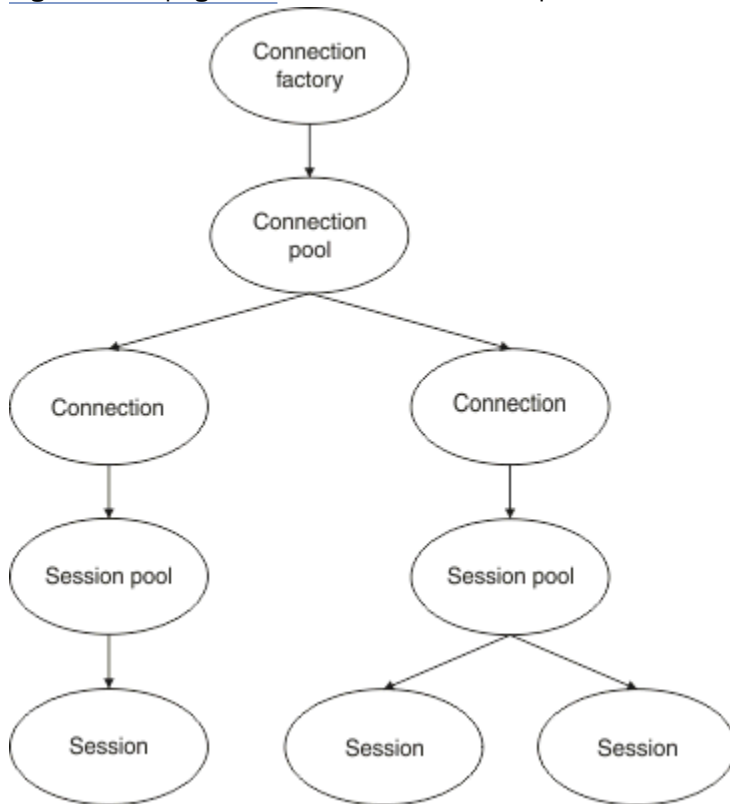 Connection
factory
Connection
pool
Connection
Connection
Session pool
Session pool
Session
Session
Session